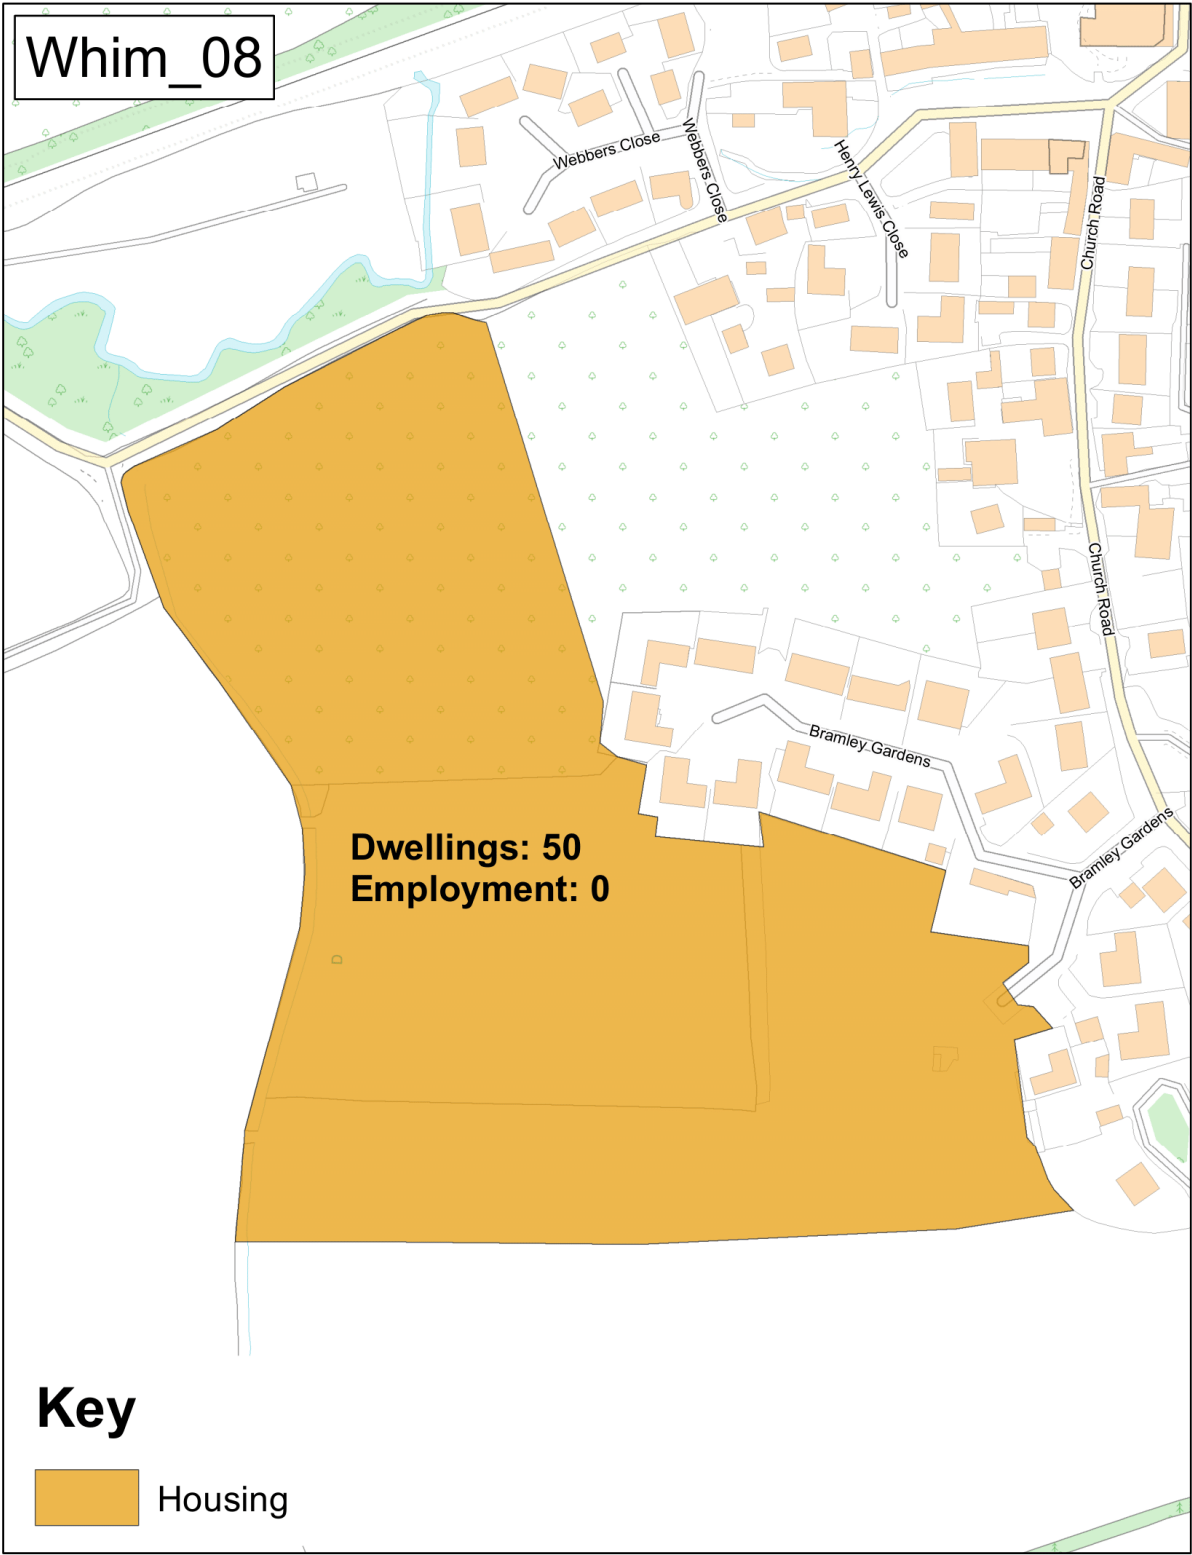 Whim_08
Webbers Close
Webbers Close
Henry Lewis Close
Church Road
Church Road
Bramley Gardens
Bramley Gardens
Dwellings: 50
Employment: 0
D
Key
Housing